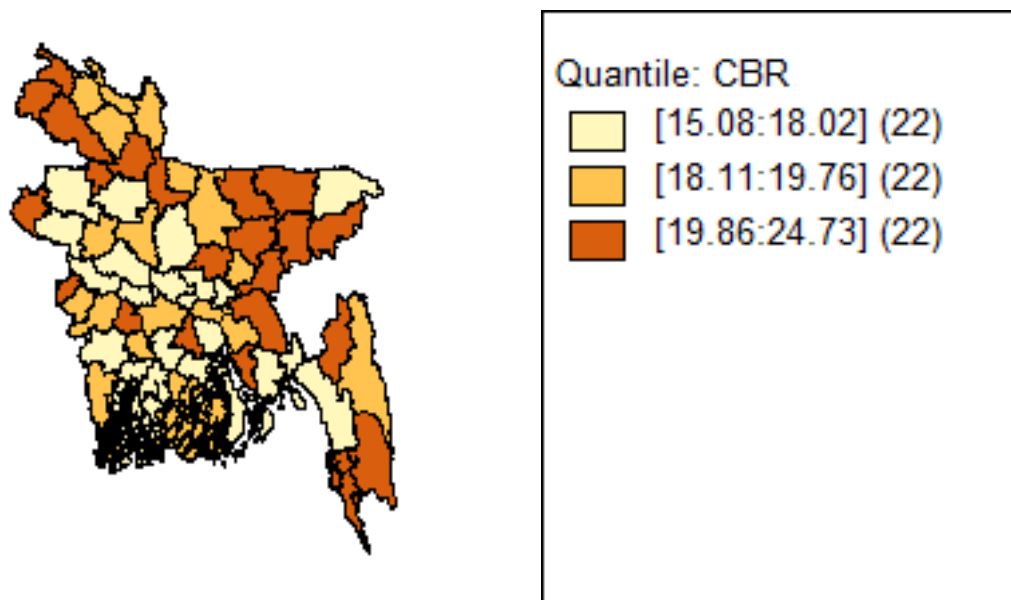 Quantile: CBR
[15.08:18.02] (22)
[18.11:19.76] (22)
[19.86:24.73] (22)